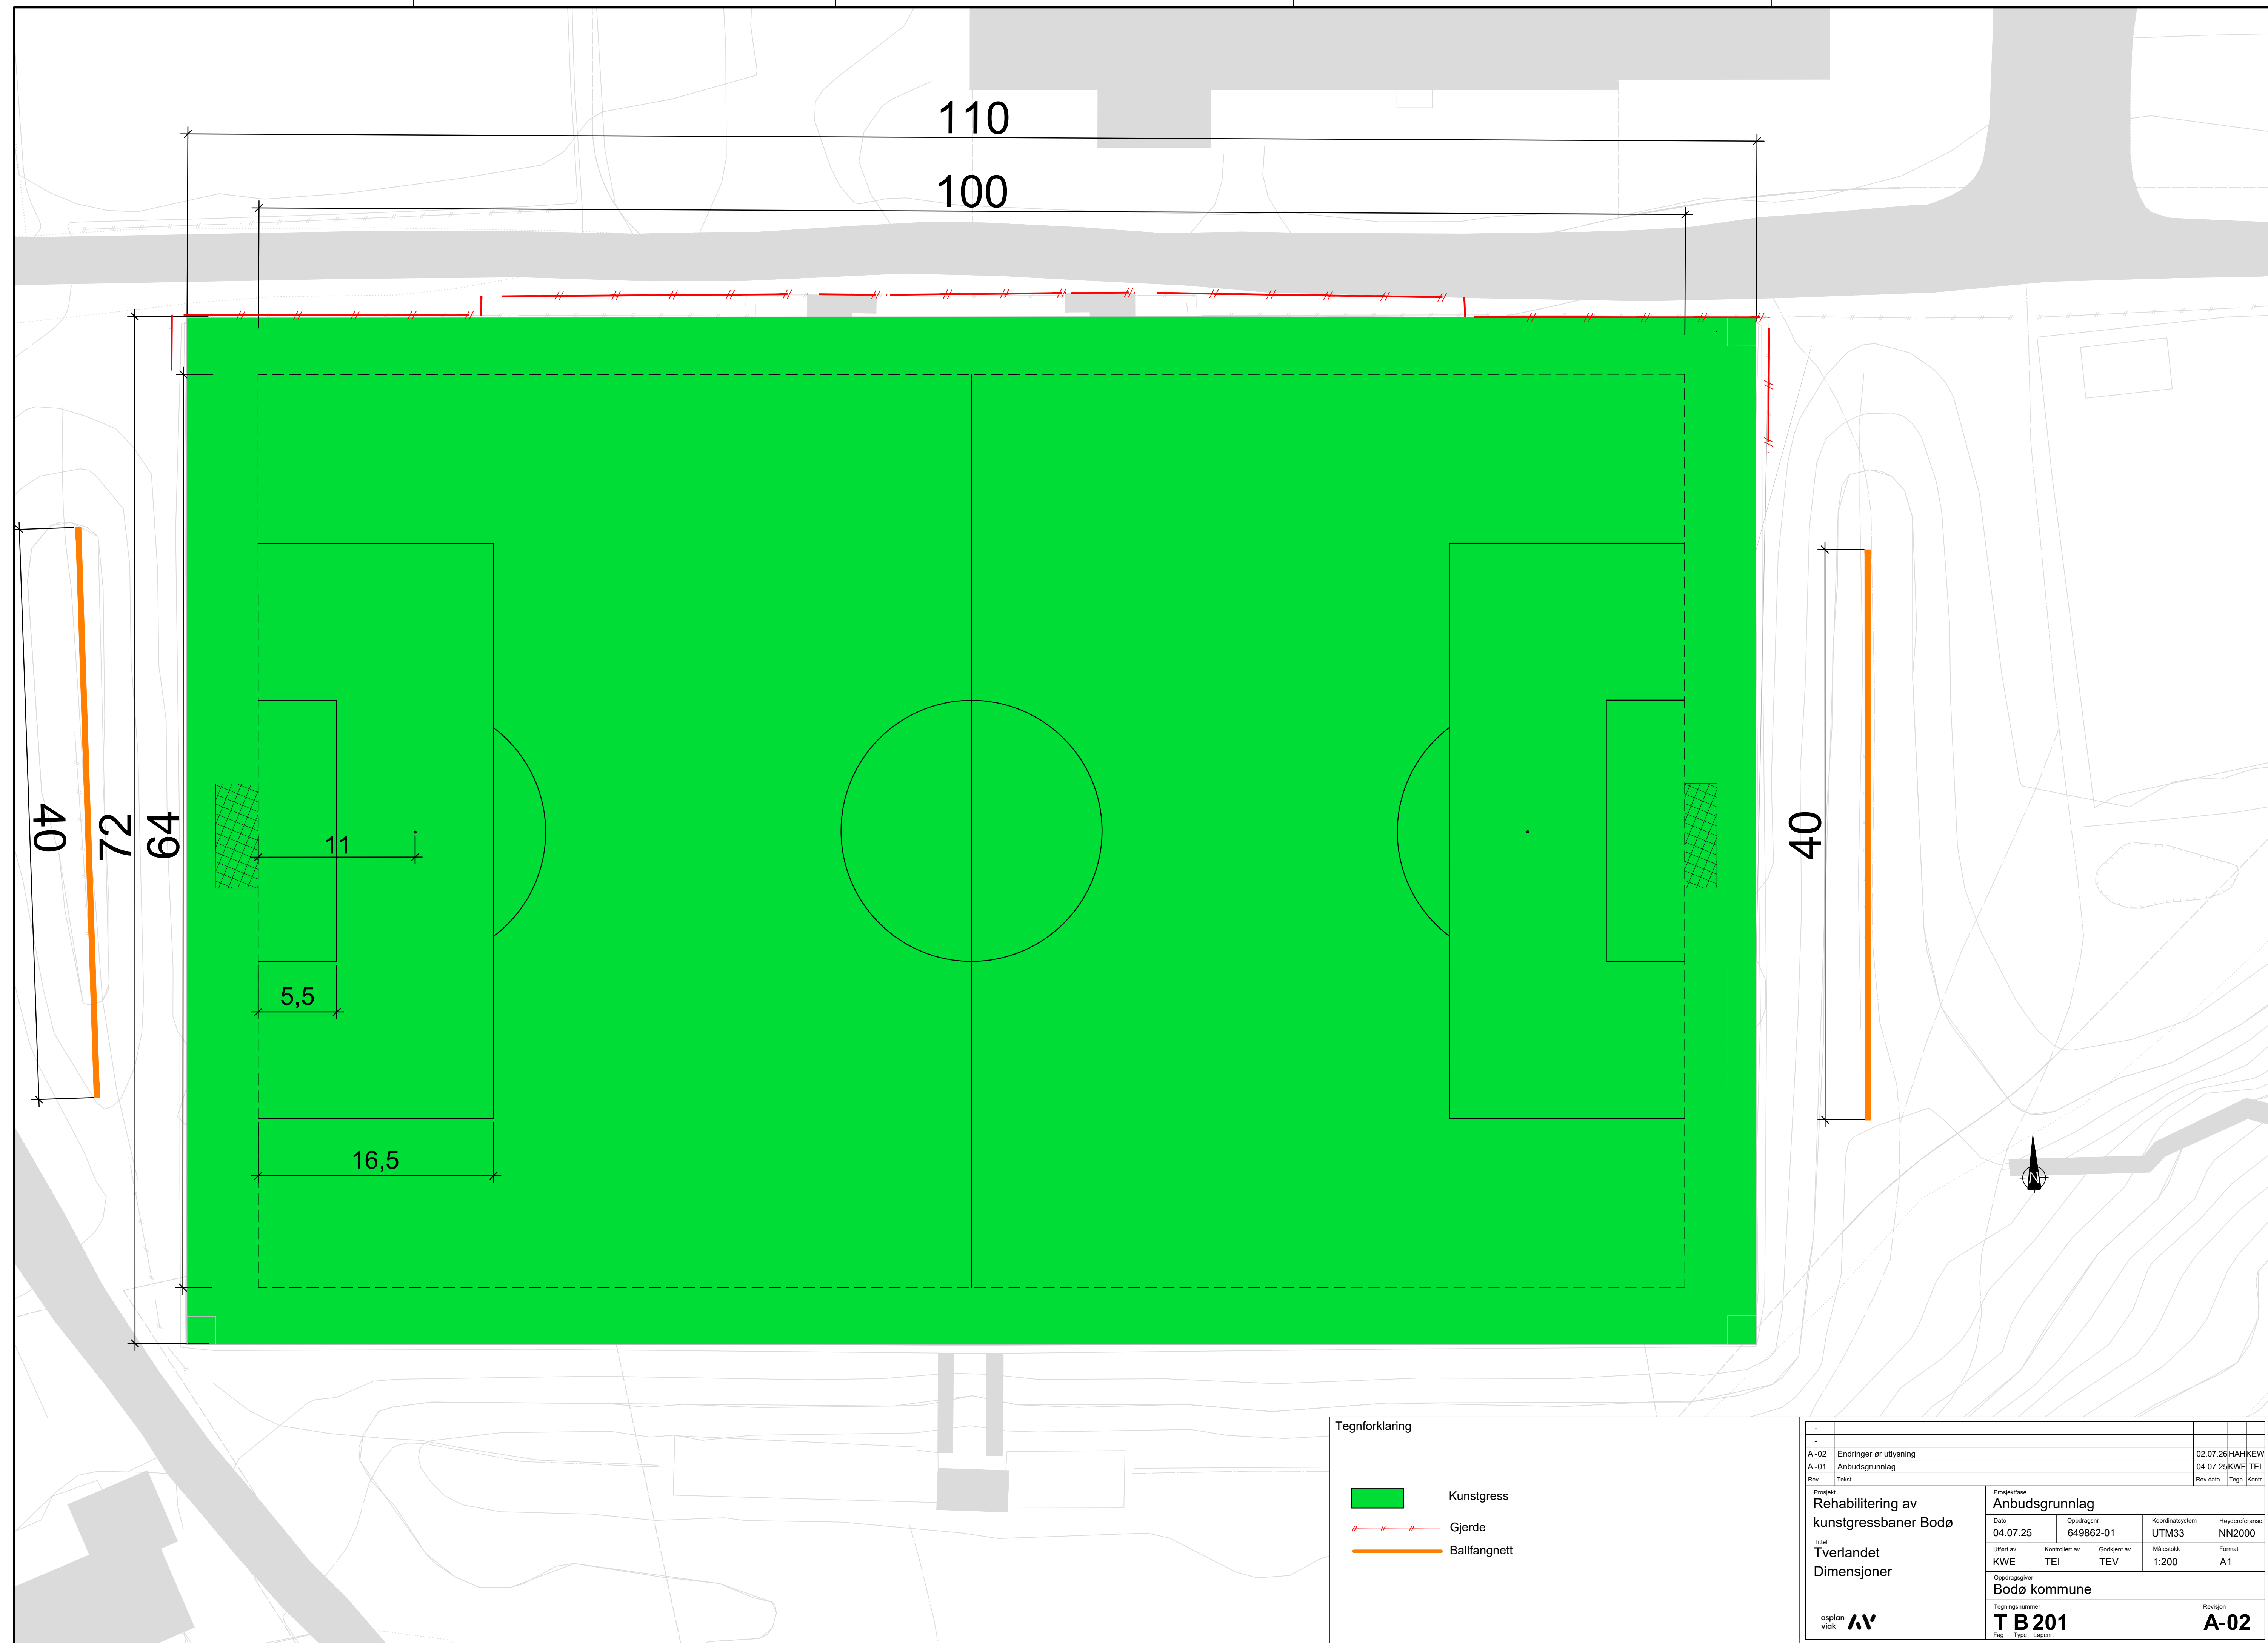 110
100
40
72
64
11
40
5,5
16,5
N
Tegnforklaring
Kunstgress
Gjerde
Ballfangnett
-
-
A-02 Endringer ør utlysning 02.07.26 HAH KEW
A-01 Anbudsgrunnlag 04.07.25 KWE TEI
Rev. Tekst Rev.dato Tegn Kontr
Prosjekt
Rehabilitering av
kunstgressbaner Bodø
Tittel
Tverlandet
Dimensjoner
asplan
viak
Prosjektfase
Anbudsgrunnlag
Dato Oppdragsnr Koordinatsystem Høydereferanse
04.07.25 649862-01 UTM33 NN2000
Utført av Kontrollert av Godkjent av Målestokk Format
KWE TEI TEV 1:200 A1
Oppdragsgiver
Bodø kommune
Tegningsnummer Revisjon
T B 201 A-02
Fag Type Løpenr.